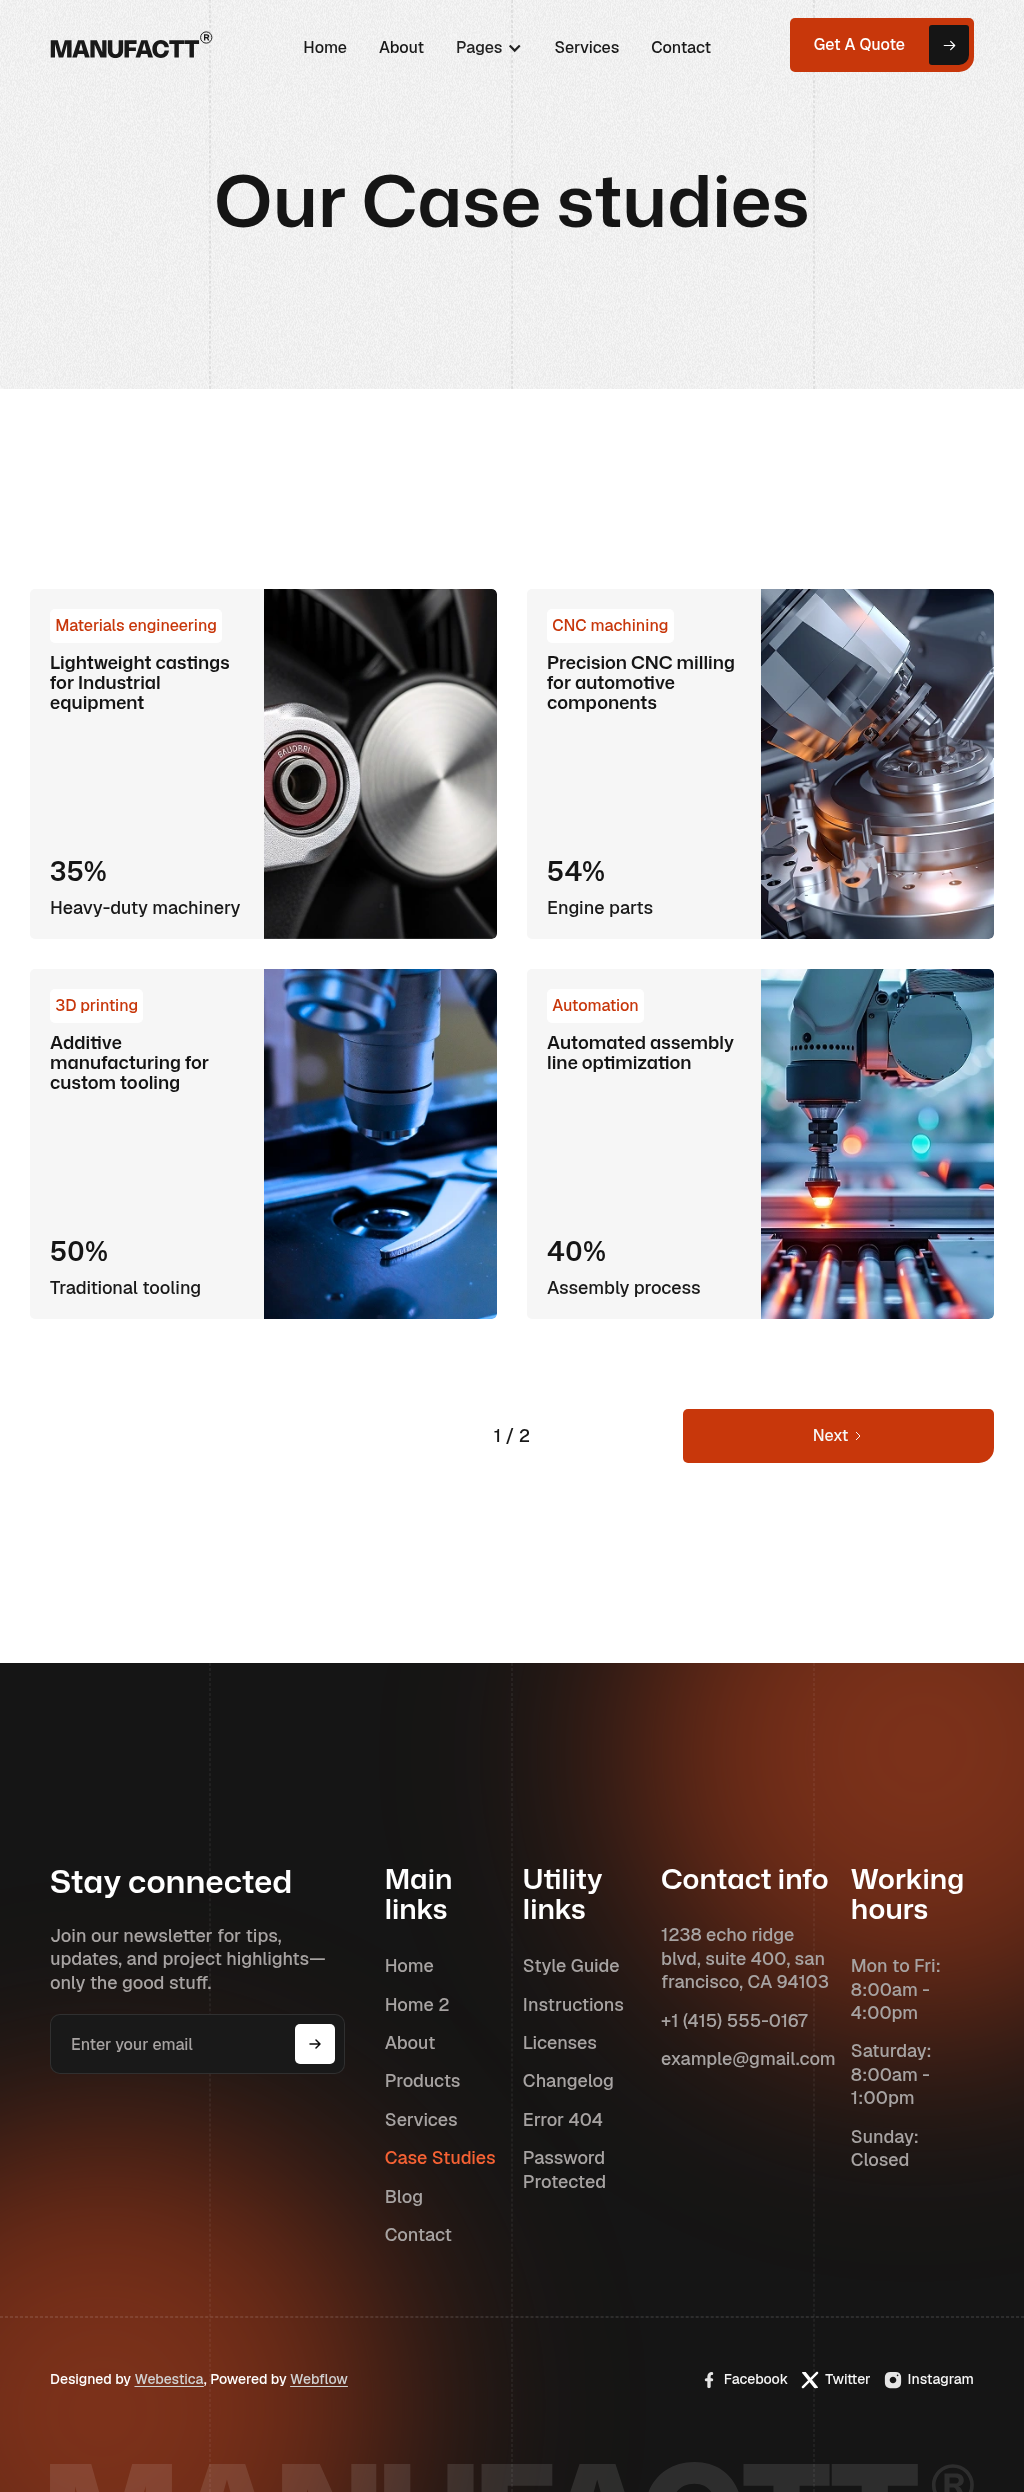 MANUFACTT®
Home
About
Pages
Services
Contact
Get A Quote
Our Case studies
Materials engineering
Lightweight castings
for Industrial
equipment
35%
Heavy-duty machinery
CNC machining
Precision CNC milling
for automotive
components
54%
Engine parts
3D printing
Additive
manufacturing for
custom tooling
50%
Traditional tooling
Automation
Automated assembly
line optimization
40%
Assembly process
1 / 2
Next
Stay connected
Join our newsletter for tips,
updates, and project highlights—
only the good stuff.
Enter your email
Main
links
Home
Home 2
About
Products
Services
Case Studies
Blog
Contact
Utility
links
Style Guide
Instructions
Licenses
Changelog
Error 404
Password
Protected
Contact info
1238 echo ridge
blvd, suite 400, san
francisco, CA 94103
+1 (415) 555-0167
example@gmail.com
Working
hours
Mon to Fri:
8:00am -
4:00pm
Saturday:
8:00am -
1:00pm
Sunday:
Closed
Designed by Webestica, Powered by Webflow
Facebook
Twitter
Instagram
MANUFACTT®